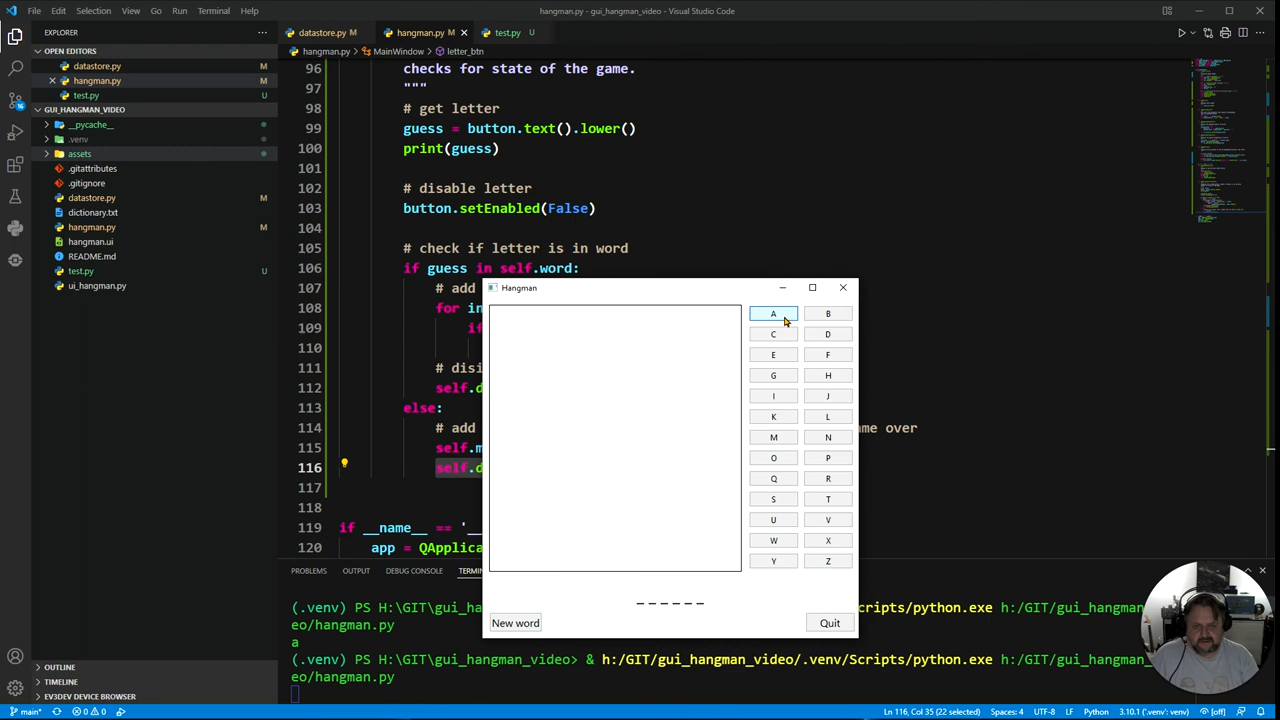 File Edit Selection View Go Run Terminal Help
hangman.py - gui_hangman_video - Visual Studio Code
EXPLORER
OPEN EDITORS
datastore.py M
hangman.py M
test.py U
GUI_HANGMAN_VIDEO
__pycache__
.venv
assets
.gitattributes
.gitignore
datastore.py M
dictionary.txt
hangman.py M
hangman.ui
README.md
test.py U
ui_hangman.py
OUTLINE
TIMELINE
EV3DEV DEVICE BROWSER
datastore.py M hangman.py M test.py U
hangman.py > MainWindow > letter_btn
96 checks for state of the game.
97 """
98 # get letter
99 guess = button.text().lower()
100 print(guess)
101
102 # disable letter
103 button.setEnabled(False)
104
105 # check if letter is in word
106 if guess in self.word:
107 # add
108 for in
109 if
110
111 # disi
112 self.d
113 else:
114 # add me over
115 self.m
116 self.d
117
118
119 if __name__ == '__
120 app = QApplica
Hangman
A B
C D
E F
G H
I J
K L
M N
O P
Q R
S T
U V
W X
Y Z
_ _ _ _ _ _
New word Quit
PROBLEMS OUTPUT DEBUG CONSOLE TERM
(.venv) PS H:\GIT\gui_hangm cripts/python.exe h:/GIT/gui_hangman_
eo/hangman.py
a
(.venv) PS H:\GIT\gui_hangman_video> & h:/GIT/gui_hangman_video/.venv/Scripts/python.exe h:/GIT/gui_hangman_
eo/hangman.py
main* 0 0 Ln 116, Col 35 (22 selected) Spaces: 4 UTF-8 LF Python 3.10.1 ('.venv': venv) [off]